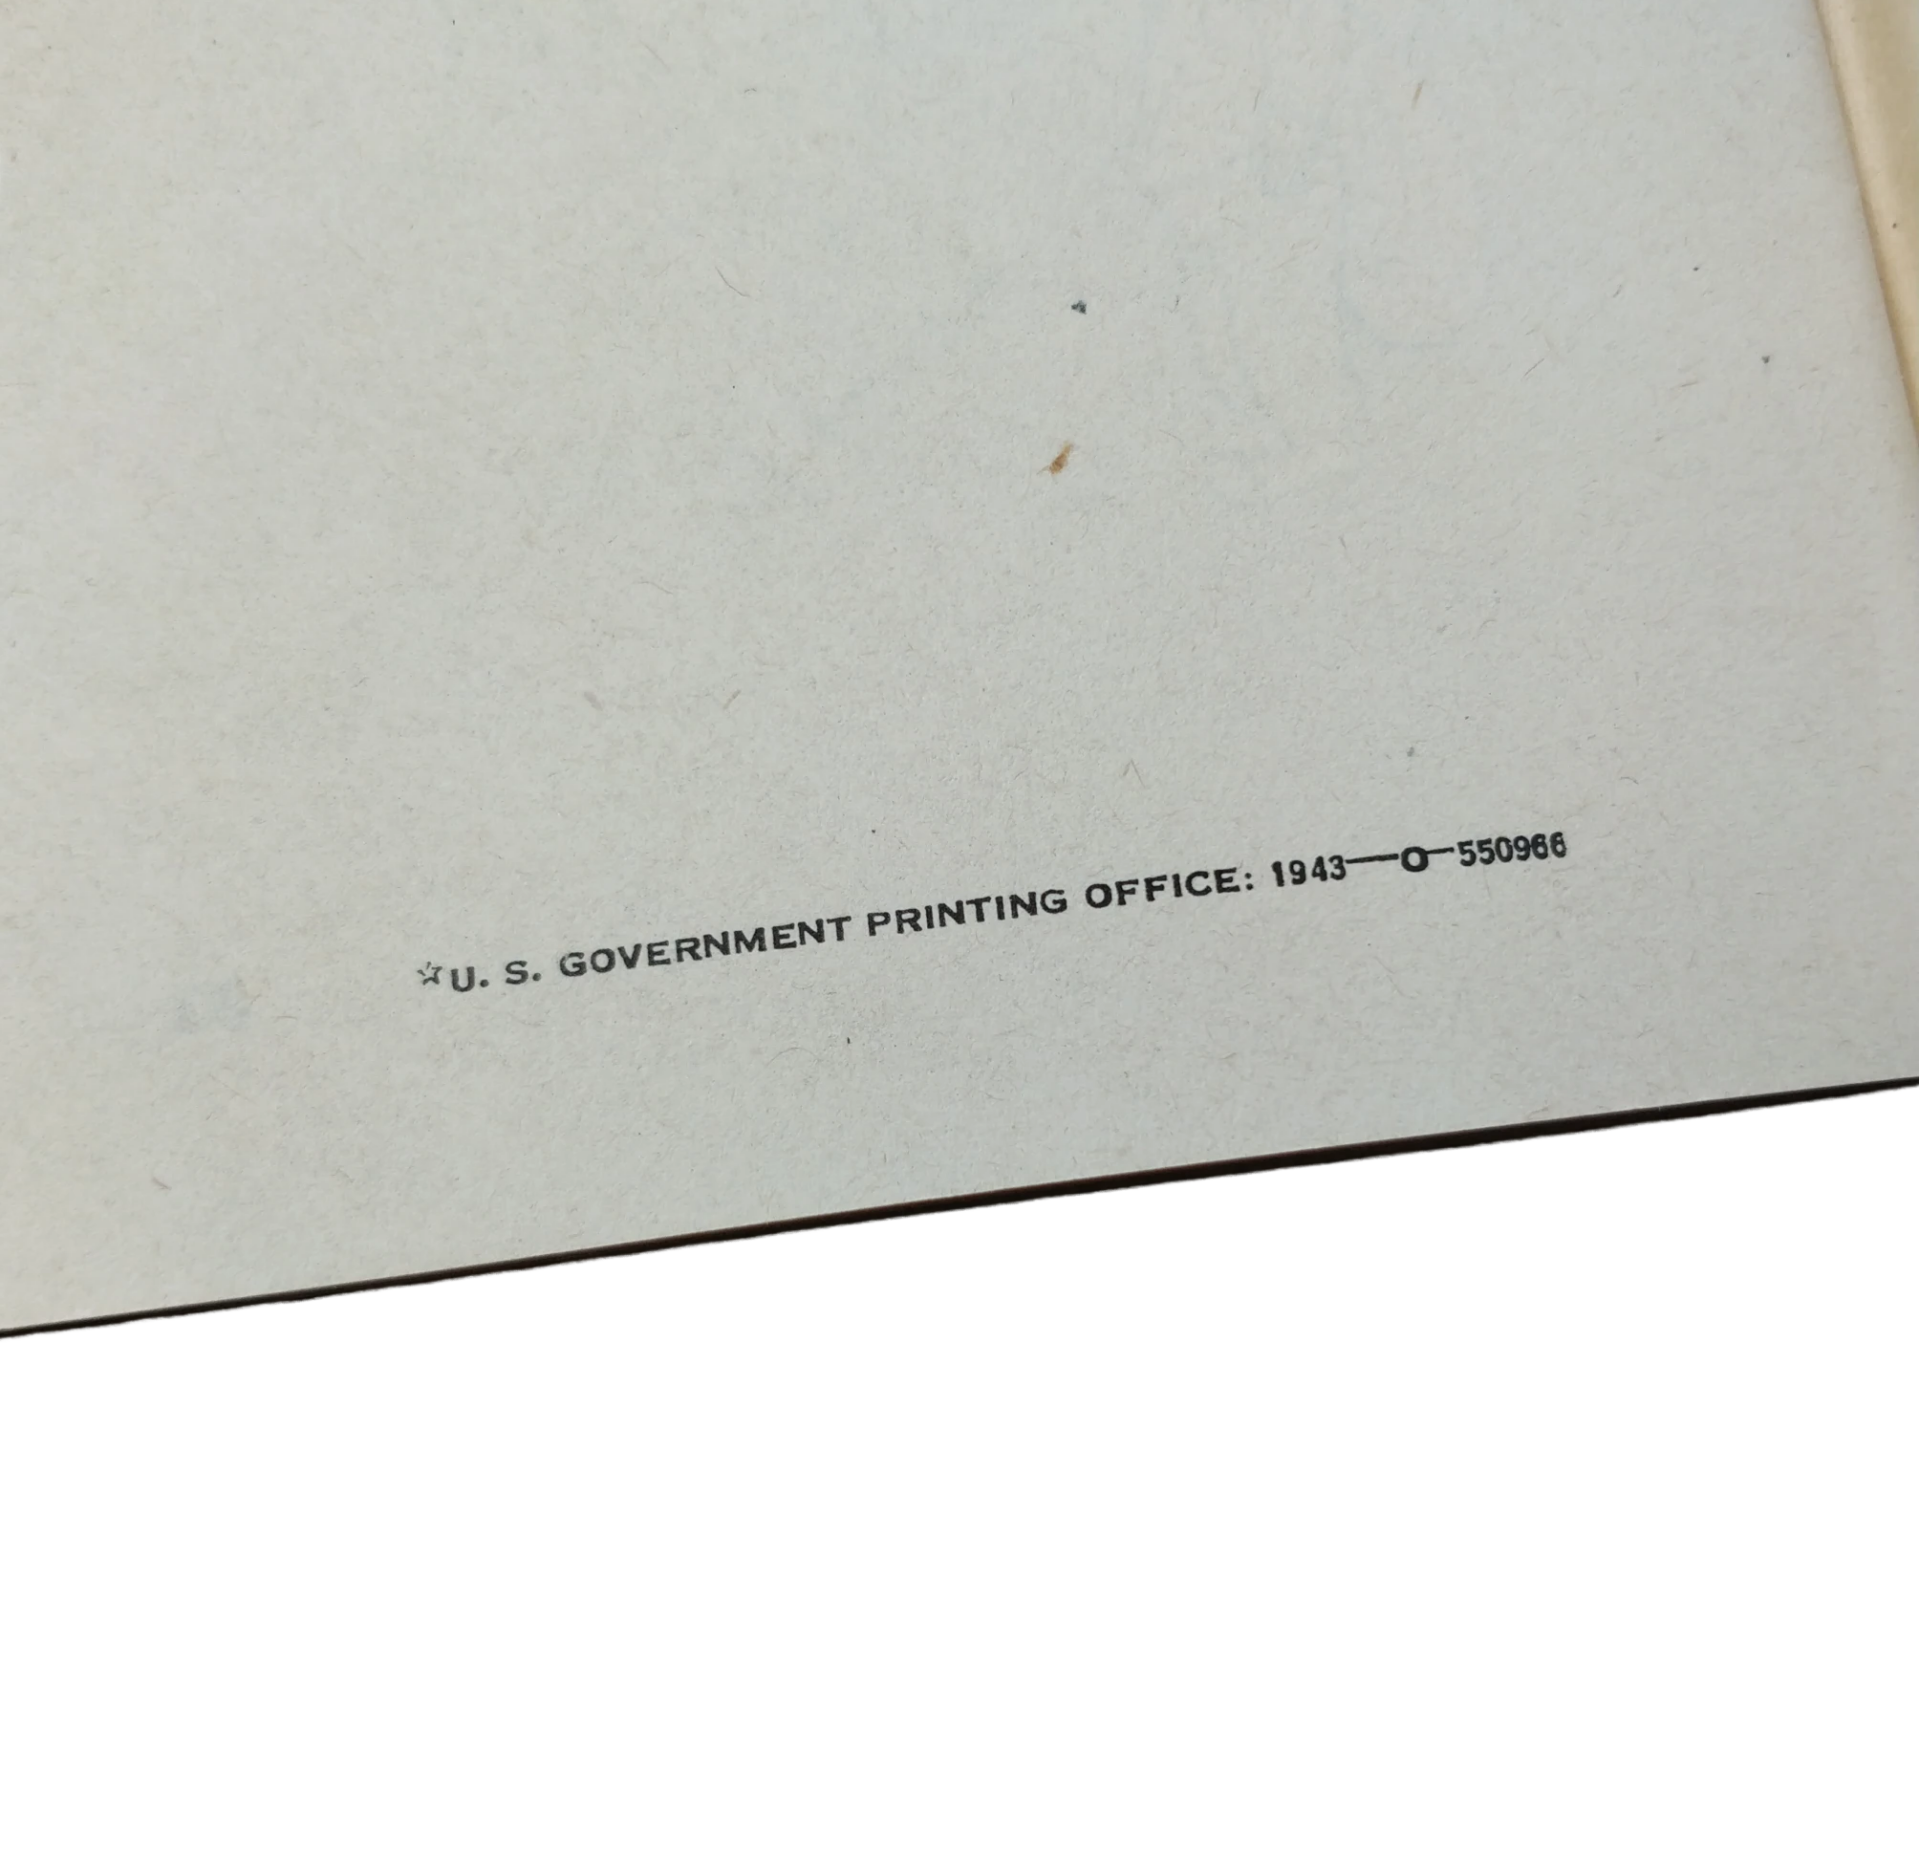 ☆U. S. GOVERNMENT PRINTING OFFICE: 1943—O-550966